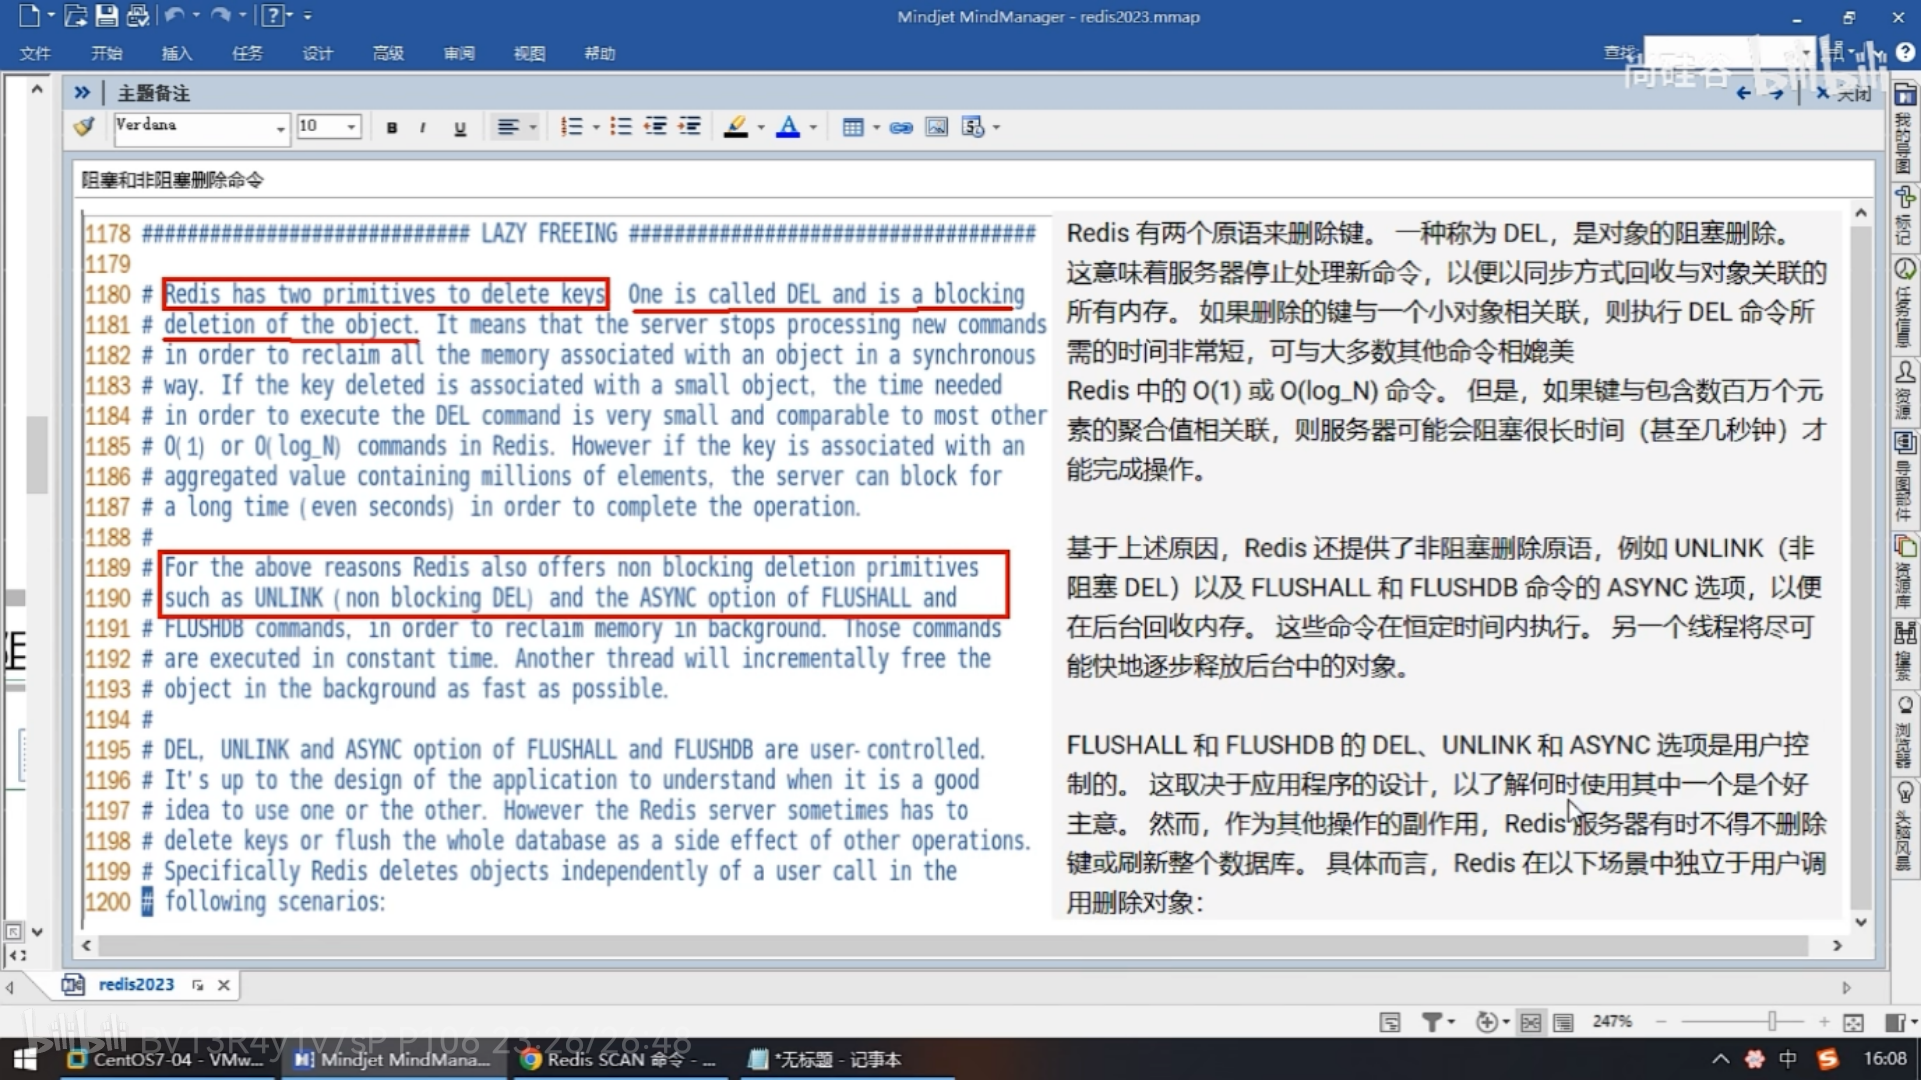 Mindjet MindManager - redis2023.mmap
文件 开始 插入 任务 设计 高级 审阅 视图 帮助
查找
尚硅谷 bilibili
主题备注
关闭
Verdana 10 B I U A
阻塞和非阻塞删除命令
1178 ############################# LAZY FREEING ####################################
1179
1180 # Redis has two primitives to delete keys. One is called DEL and is a blocking
1181 # deletion of the object. It means that the server stops processing new commands
1182 # in order to reclaim all the memory associated with an object in a synchronous
1183 # way. If the key deleted is associated with a small object, the time needed
1184 # in order to execute the DEL command is very small and comparable to most other
1185 # O(1) or O(log_N) commands in Redis. However if the key is associated with an
1186 # aggregated value containing millions of elements, the server can block for
1187 # a long time (even seconds) in order to complete the operation.
1188 #
1189 # For the above reasons Redis also offers non blocking deletion primitives
1190 # such as UNLINK (non blocking DEL) and the ASYNC option of FLUSHALL and
1191 # FLUSHDB commands, in order to reclaim memory in background. Those commands
1192 # are executed in constant time. Another thread will incrementally free the
1193 # object in the background as fast as possible.
1194 #
1195 # DEL, UNLINK and ASYNC option of FLUSHALL and FLUSHDB are user-controlled.
1196 # It's up to the design of the application to understand when it is a good
1197 # idea to use one or the other. However the Redis server sometimes has to
1198 # delete keys or flush the whole database as a side effect of other operations.
1199 # Specifically Redis deletes objects independently of a user call in the
1200 # following scenarios:
Redis 有两个原语来删除键。 一种称为 DEL，是对象的阻塞删除。
这意味着服务器停止处理新命令，以便以同步方式回收与对象关联的
所有内存。 如果删除的键与一个小对象相关联，则执行 DEL 命令所
需的时间非常短，可与大多数其他命令相媲美
Redis 中的 O(1) 或 O(log_N) 命令。 但是，如果键与包含数百万个元
素的聚合值相关联，则服务器可能会阻塞很长时间（甚至几秒钟）才
能完成操作。
基于上述原因，Redis 还提供了非阻塞删除原语，例如 UNLINK（非
阻塞 DEL）以及 FLUSHALL 和 FLUSHDB 命令的 ASYNC 选项，以便
在后台回收内存。 这些命令在恒定时间内执行。 另一个线程将尽可
能快地逐步释放后台中的对象。
FLUSHALL 和 FLUSHDB 的 DEL、UNLINK 和 ASYNC 选项是用户控
制的。 这取决于应用程序的设计，以了解何时使用其中一个是个好
主意。 然而，作为其他操作的副作用，Redis 服务器有时不得不删除
键或刷新整个数据库。 具体而言，Redis 在以下场景中独立于用户调
用删除对象：
我的导图
标记
任务信息
资源
导图部件
资源库
搜索
浏览器
头脑风暴
redis2023
247%
bilibili BV13R4y1v7sP P106 23:26/26:48
CentOS7-04 - VMw... Mindjet MindMana... Redis SCAN 命令 - ... *无标题 - 记事本
中 16:08